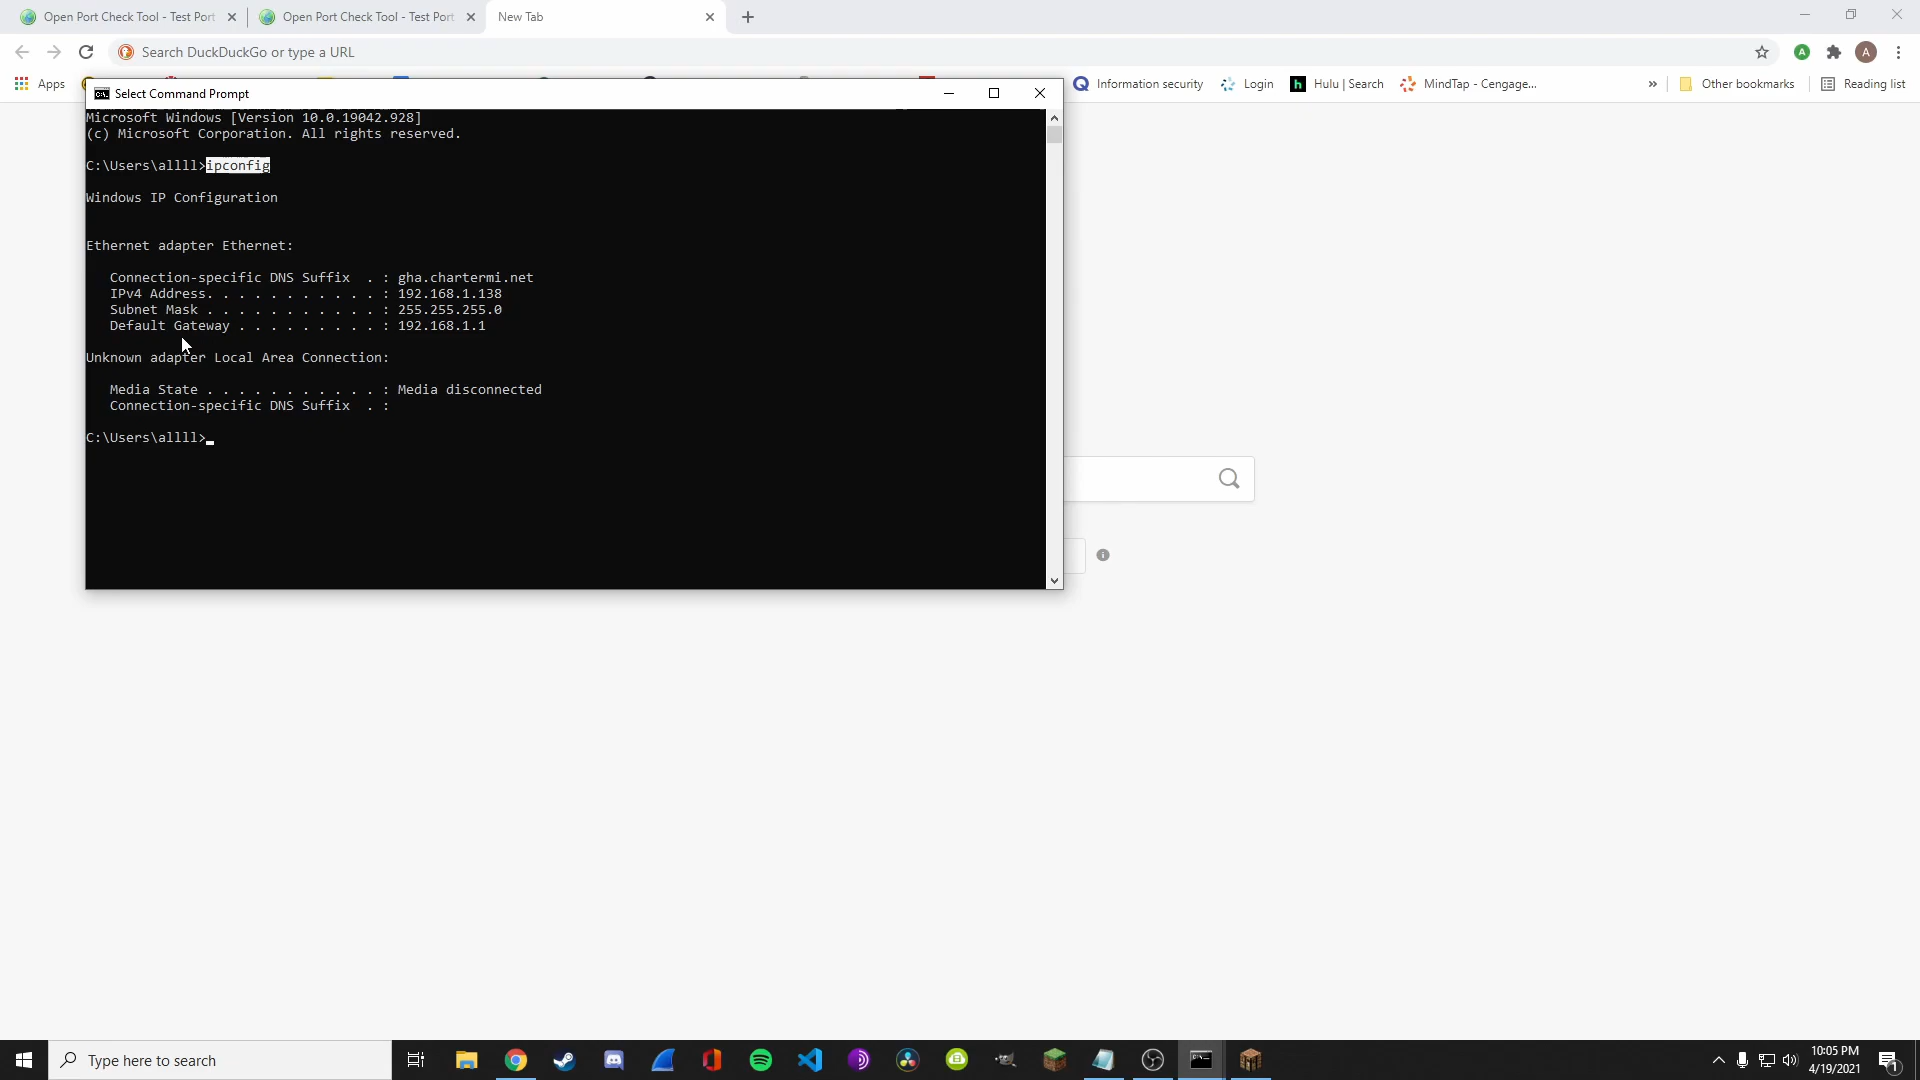 Open Port Check Tool - Test Port
Open Port Check Tool - Test Port
New Tab
Search DuckDuckGo or type a URL
Apps
Information security
Login
Hulu | Search
MindTap - Cengage...
»
Other bookmarks
Reading list
Select Command Prompt
Microsoft Windows [Version 10.0.19042.928]
(c) Microsoft Corporation. All rights reserved.
C:\Users\allll>ipconfig
Windows IP Configuration
Ethernet adapter Ethernet:
Connection-specific DNS Suffix . : gha.chartermi.net
IPv4 Address. . . . . . . . . . . : 192.168.1.138
Subnet Mask . . . . . . . . . . . : 255.255.255.0
Default Gateway . . . . . . . . . : 192.168.1.1
Unknown adapter Local Area Connection:
Media State . . . . . . . . . . . : Media disconnected
Connection-specific DNS Suffix . :
C:\Users\allll>
Type here to search
10:05 PM
4/19/2021
1